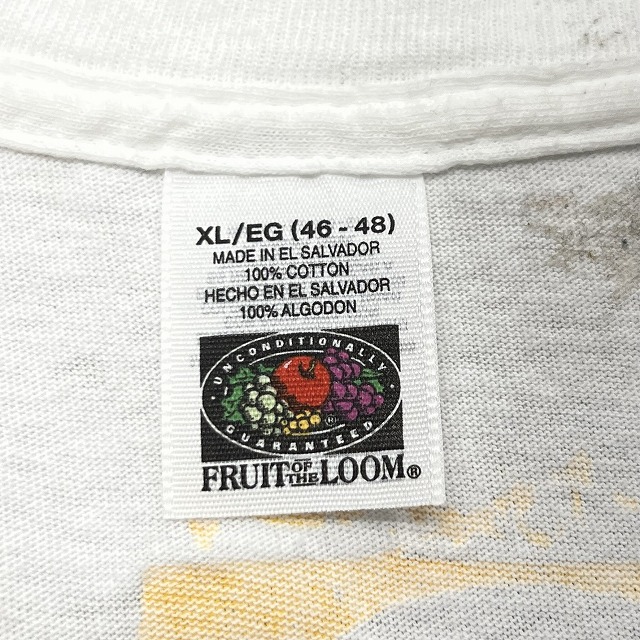 XL/EG (46 - 48)
MADE IN EL SALVADOR
100% COTTON
HECHO EN EL SALVADOR
100% ALGODON
· UNCONDITIONALLY ·
®
GUARANTEED
FRUIT OF THE LOOM®